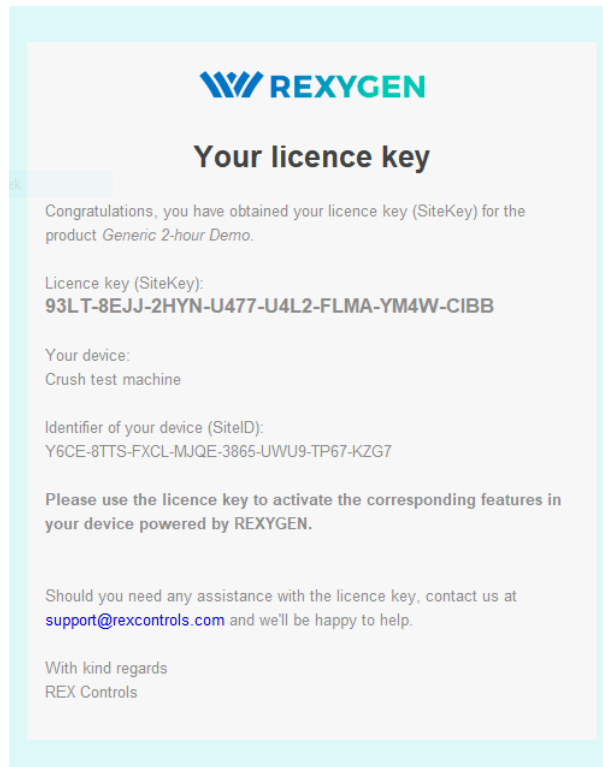 REXYGEN
Your licence key
Congratulations, you have obtained your licence key (SiteKey) for the
product Generic 2-hour Demo.
Licence key (SiteKey):
93LT-8EJJ-2HYN-U477-U4L2-FLMA-YM4W-CIBB
Your device:
Crush test machine
Identifier of your device (SiteID):
Y6CE-8TTS-FXCL-MJQE-3865-UWU9-TP67-KZG7
Please use the licence key to activate the corresponding features in
your device powered by REXYGEN.
Should you need any assistance with the licence key, contact us at
support@rexcontrols.com and we'll be happy to help.
With kind regards
REX Controls